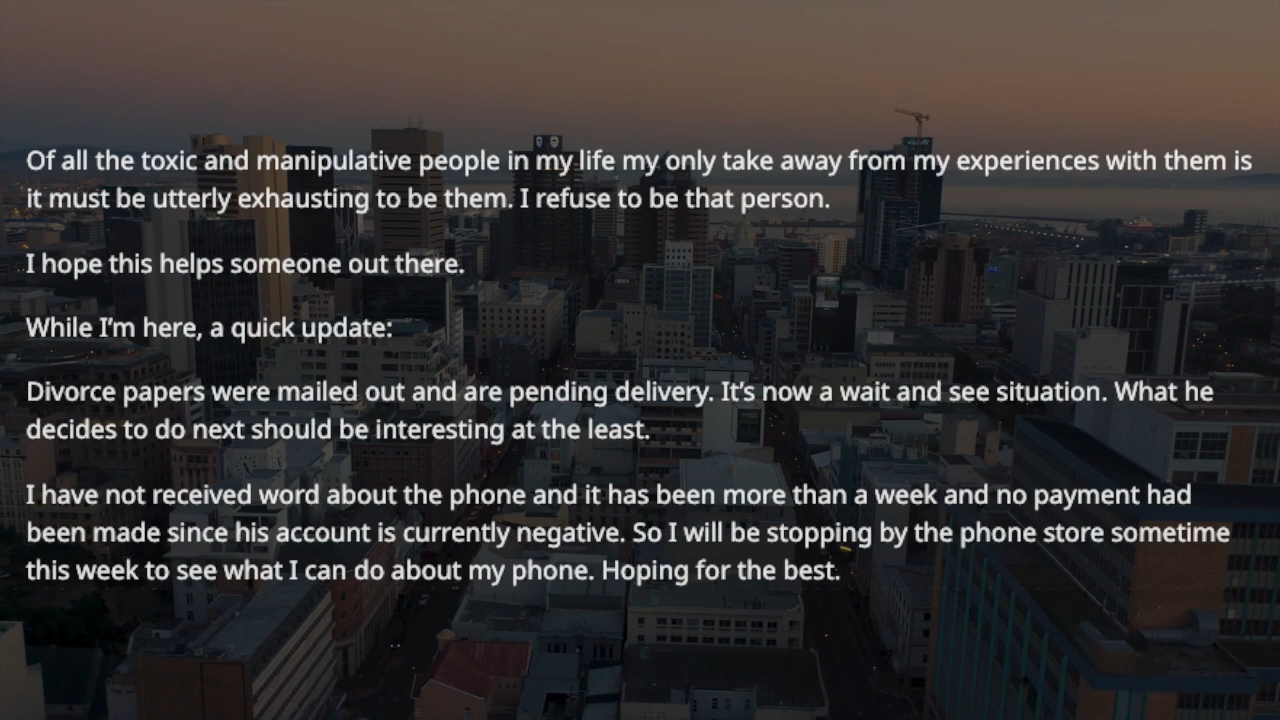 Of all the toxic and manipulative people in my life my only take away from my experiences with them is
it must be utterly exhausting to be them. I refuse to be that person.
I hope this helps someone out there.
While I’m here, a quick update:
Divorce papers were mailed out and are pending delivery. It’s now a wait and see situation. What he
decides to do next should be interesting at the least.
I have not received word about the phone and it has been more than a week and no payment had
been made since his account is currently negative. So I will be stopping by the phone store sometime
this week to see what I can do about my phone. Hoping for the best.